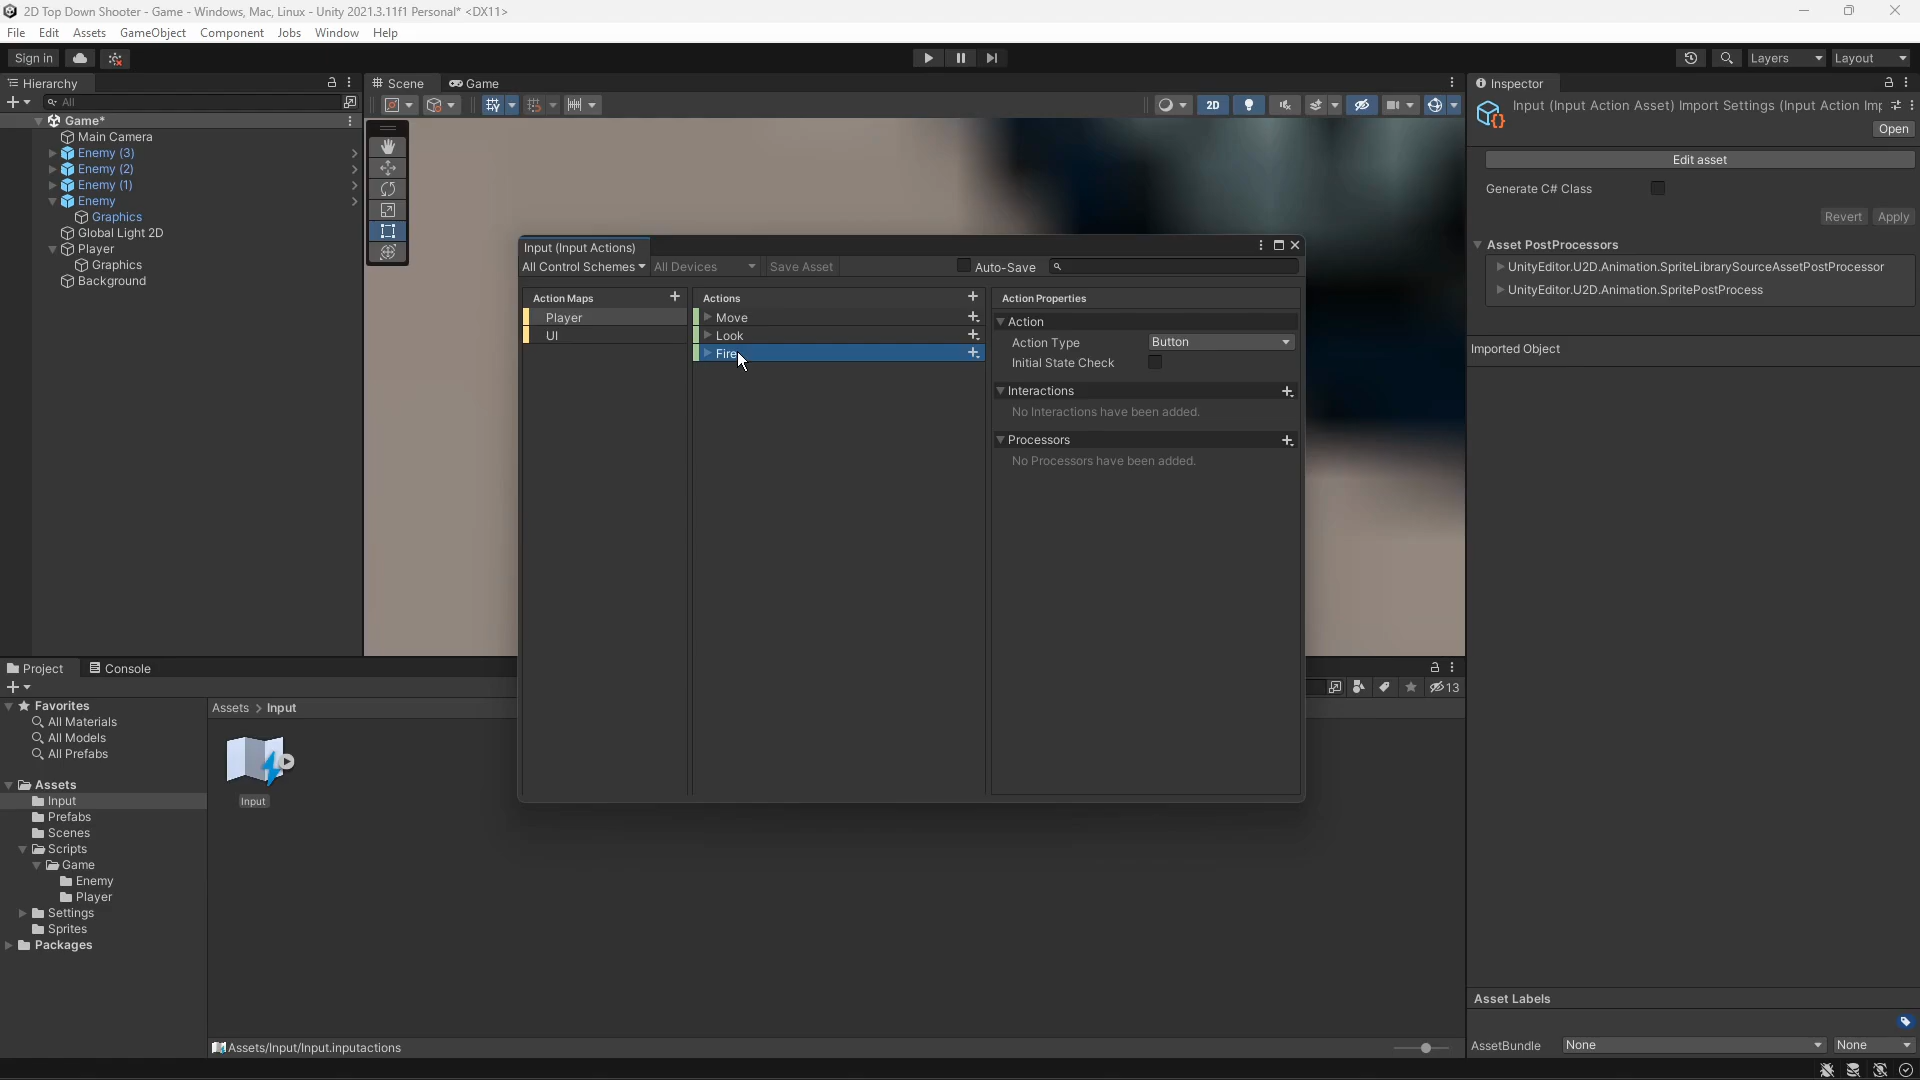 2D Top Down Shooter - Game - Windows, Mac, Linux - Unity 2021.3.11f1 Personal* <DX11>
File Edit Assets GameObject Component Jobs Window Help
Sign in
Layers
Layout
Hierarchy
All
Game*
Main Camera
Enemy (3)
Enemy (2)
Enemy (1)
Enemy
Graphics
Global Light 2D
Player
Graphics
Background
Scene
Game
2D
Input (Input Actions)
All Control Schemes
All Devices
Save Asset
Auto-Save
Action Maps
Player
UI
Actions
Move
Look
Fire
Action Properties
Action
Action Type
Button
Initial State Check
Interactions
No Interactions have been added.
Processors
No Processors have been added.
Inspector
Input (Input Action Asset) Import Settings (Input Action Imp
Open
Edit asset
Generate C# Class
Revert
Apply
Asset PostProcessors
UnityEditor.U2D.Animation.SpriteLibrarySourceAssetPostProcessor
UnityEditor.U2D.Animation.SpritePostProcess
Imported Object
Asset Labels
AssetBundle
None
None
Project
Console
13
Favorites
All Materials
All Models
All Prefabs
Assets
Input
Prefabs
Scenes
Scripts
Game
Enemy
Player
Settings
Sprites
Packages
Assets > Input
Input
Assets/Input/Input.inputactions